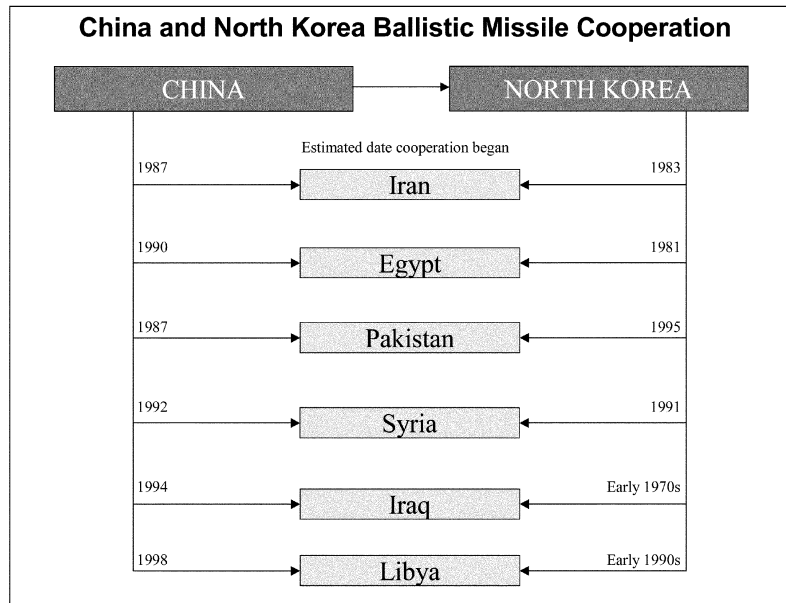 China and North Korea Ballistic Missile Cooperation
CHINA
NORTH KOREA
Estimated date cooperation began
1987
Iran
1983
1990
Egypt
1981
1987
Pakistan
1995
1992
Syria
1991
1994
Iraq
Early 1970s
1998
Libya
Early 1990s